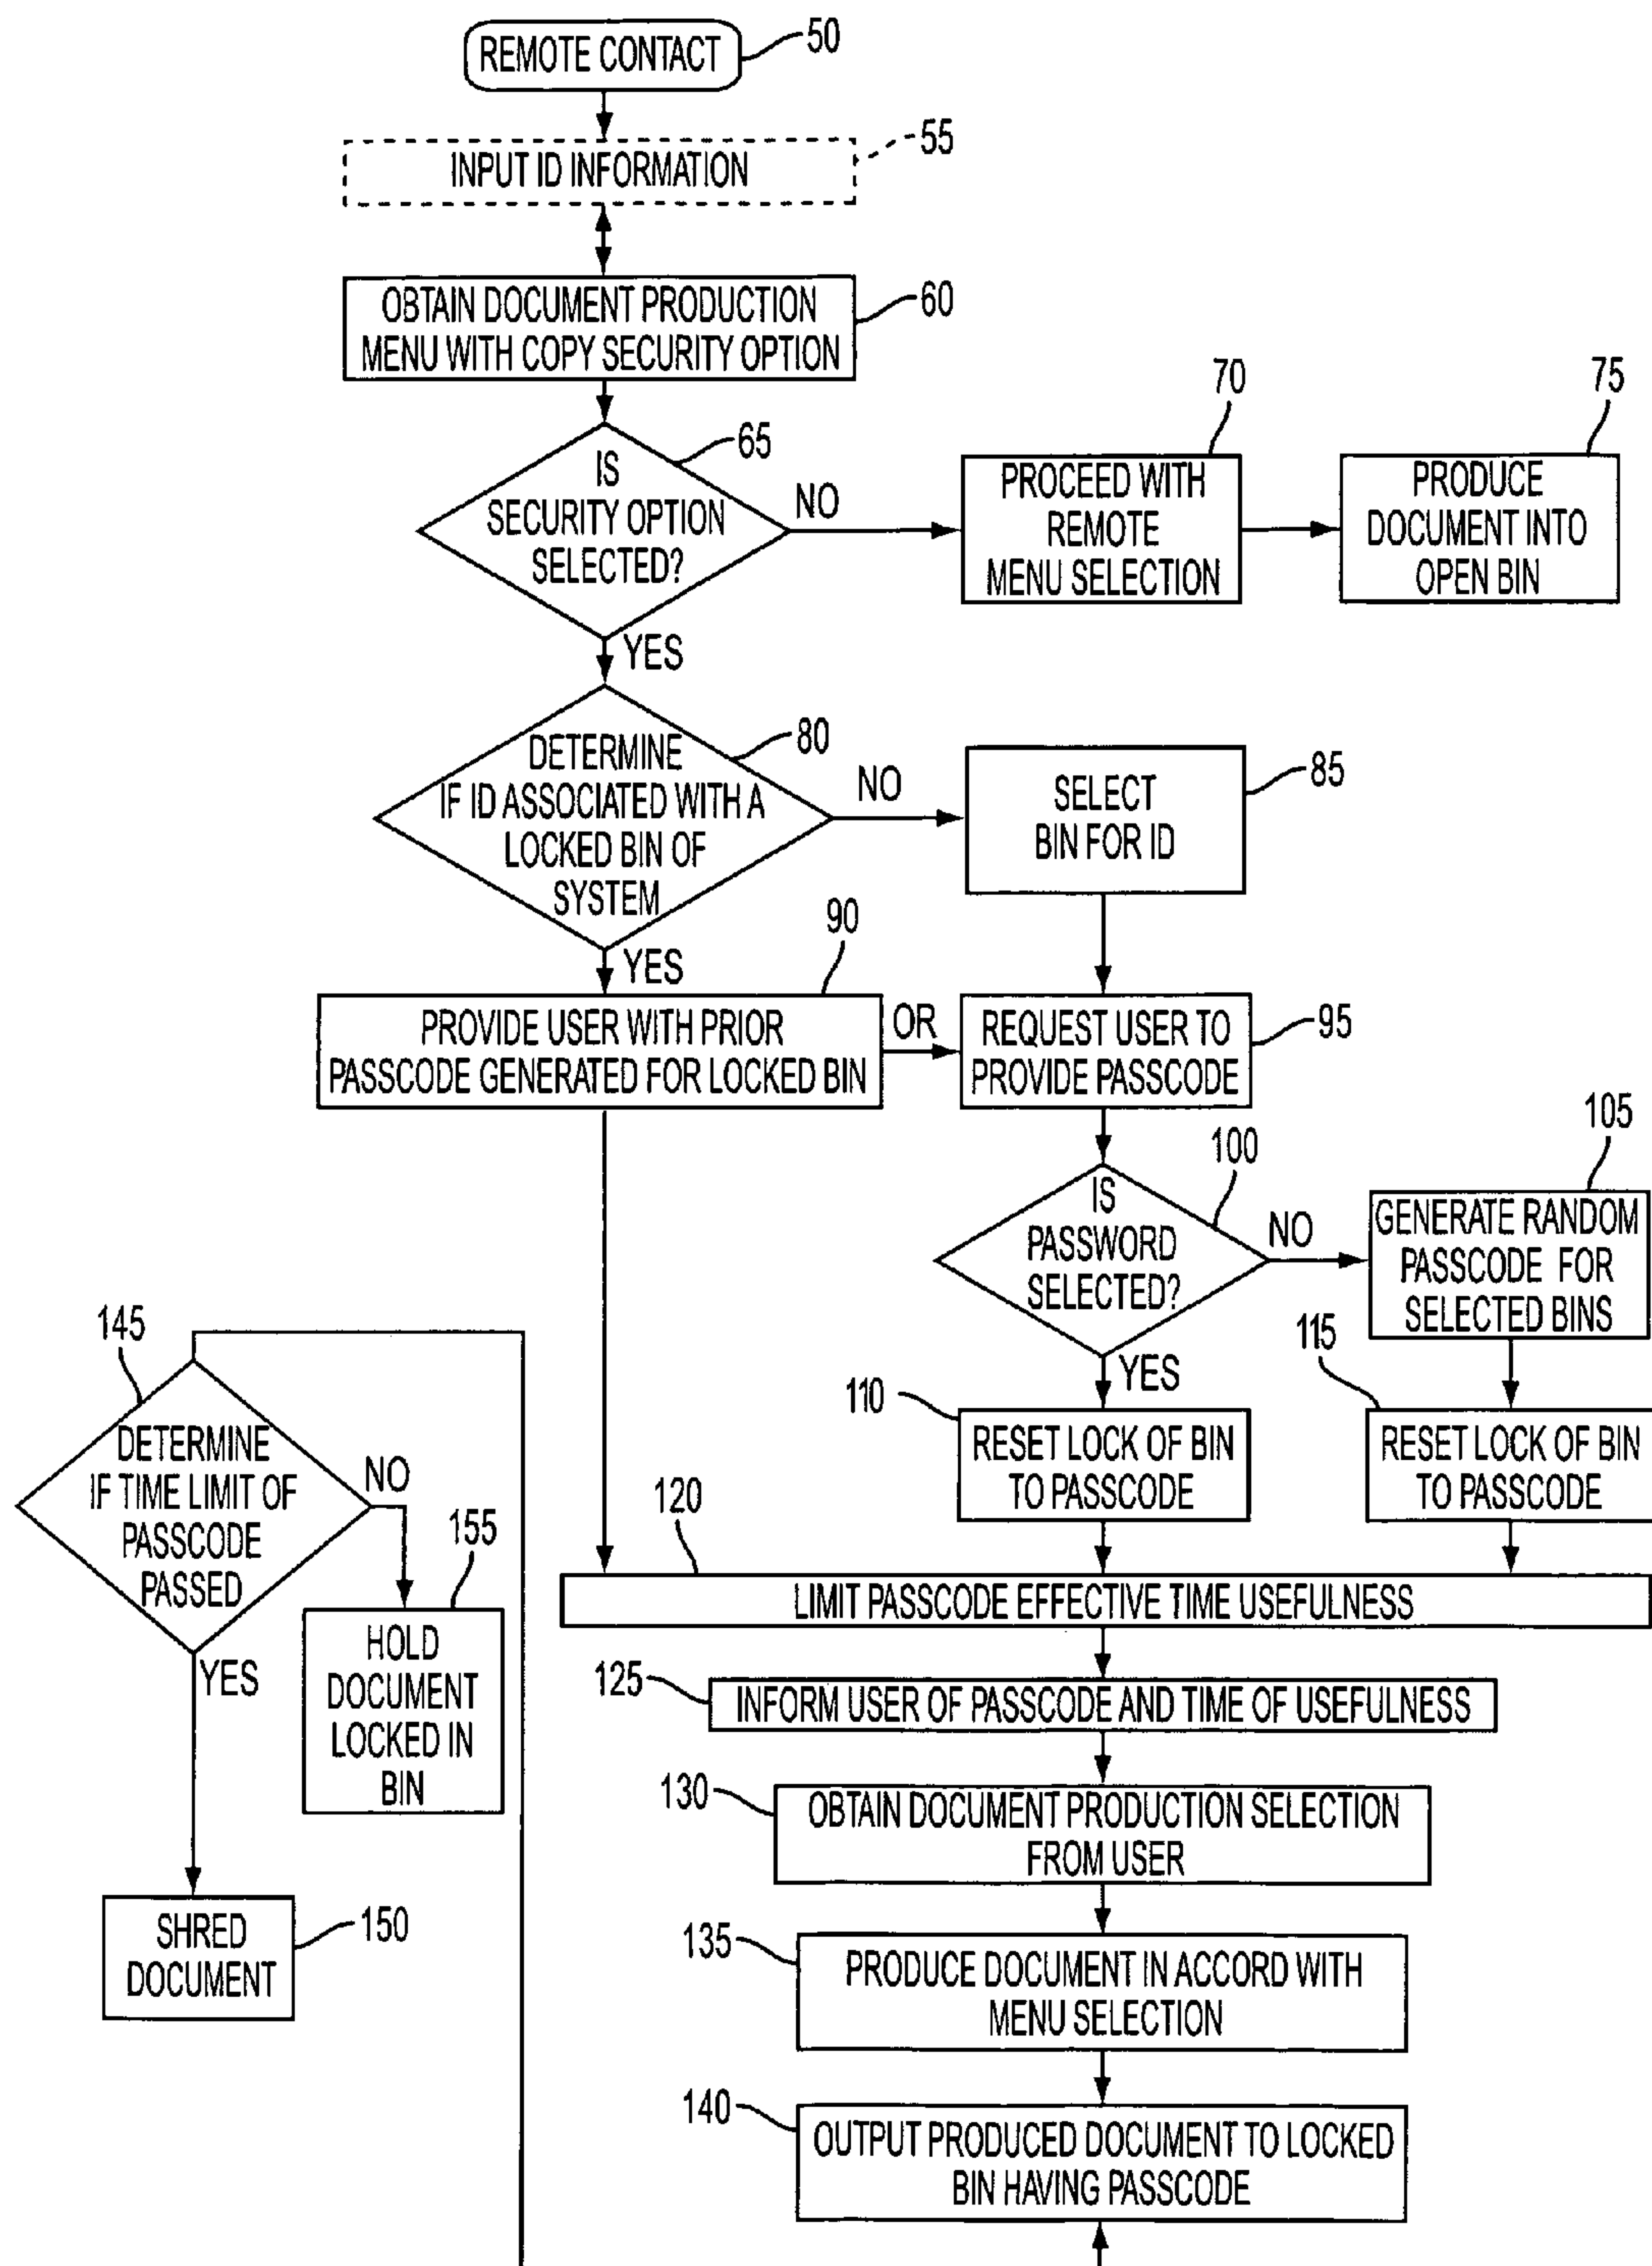 REMOTE CONTACT
50
INPUT ID INFORMATION
55
OBTAIN DOCUMENT PRODUCTION
MENU WITH COPY SECURITY OPTION
60
IS
SECURITY OPTION
SELECTED?
65
NO
PROCEED WITH
REMOTE
MENU SELECTION
70
PRODUCE
DOCUMENT INTO
OPEN BIN
75
YES
DETERMINE
IF ID ASSOCIATED WITH A
LOCKED BIN OF
SYSTEM
80
NO
SELECT
BIN FOR ID
85
YES
90
PROVIDE USER WITH PRIOR
PASSCODE GENERATED FOR LOCKED BIN
OR
REQUEST USER TO
PROVIDE PASSCODE
95
IS
PASSWORD
SELECTED?
100
NO
105
GENERATE RANDOM
PASSCODE FOR
SELECTED BINS
YES
110
RESET LOCK OF BIN
TO PASSCODE
115
RESET LOCK OF BIN
TO PASSCODE
120
LIMIT PASSCODE EFFECTIVE TIME USEFULNESS
125
INFORM USER OF PASSCODE AND TIME OF USEFULNESS
130
OBTAIN DOCUMENT PRODUCTION SELECTION
FROM USER
135
PRODUCE DOCUMENT IN ACCORD WITH
MENU SELECTION
140
OUTPUT PRODUCED DOCUMENT TO LOCKED
BIN HAVING PASSCODE
145
DETERMINE
IF TIME LIMIT OF
PASSCODE
PASSED
NO
155
HOLD
DOCUMENT
LOCKED IN
BIN
YES
SHRED
DOCUMENT
150